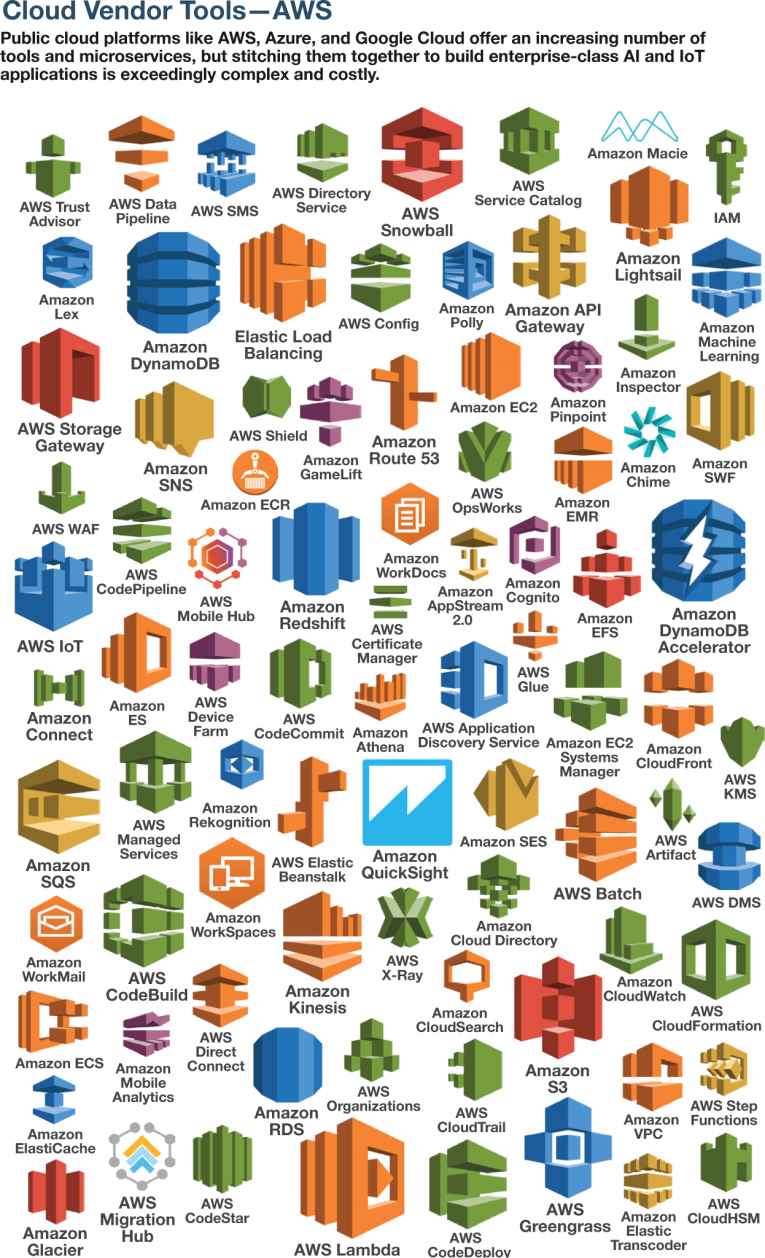 Cloud Vendor Tools—AWS
Public cloud platforms like AWS, Azure, and Google Cloud offer an increasing number of
tools and microservices, but stitching them together to build enterprise-class AI and IoT
applications is exceedingly complex and costly.
AWS Trust
Advisor
AWS Data
Pipeline
AWS SMS
AWS Directory
Service
AWS
Snowball
AWS
Service Catalog
Amazon Macie
IAM
Amazon
Lex
Amazon
DynamoDB
Elastic Load
Balancing
AWS Config
Amazon
Polly
Amazon API
Gateway
Amazon
Lightsail
Amazon
Machine
Learning
AWS Storage
Gateway
Amazon
SNS
AWS Shield
Amazon
GameLift
Amazon
Route 53
Amazon EC2
Amazon
Pinpoint
Amazon
Inspector
Amazon
Chime
Amazon
SWF
AWS WAF
Amazon ECR
AWS
OpsWorks
Amazon
EMR
AWS
CodePipeline
AWS
Mobile Hub
Amazon
Redshift
Amazon
WorkDocs
Amazon
AppStream
2.0
Amazon
Cognito
Amazon
EFS
Amazon
DynamoDB
Accelerator
AWS IoT
AWS
Certificate
Manager
AWS
Glue
Amazon
Connect
Amazon
ES
AWS
Device
Farm
AWS
CodeCommit
Amazon
Athena
AWS Application
Discovery Service
Amazon EC2
Systems
Manager
Amazon
CloudFront
AWS
KMS
Amazon
SQS
AWS
Managed
Services
Amazon
Rekognition
AWS Elastic
Beanstalk
Amazon
QuickSight
Amazon SES
AWS Batch
AWS
Artifact
AWS DMS
Amazon
WorkMail
AWS
CodeBuild
Amazon
WorkSpaces
Amazon
Kinesis
AWS
X-Ray
Amazon
Cloud Directory
Amazon
CloudSearch
Amazon
CloudWatch
AWS
CloudFormation
Amazon ECS
Amazon
Mobile
Analytics
AWS
Direct
Connect
Amazon
RDS
AWS
Organizations
AWS
CloudTrail
Amazon
S3
Amazon
VPC
AWS Step
Functions
Amazon
ElastiCache
Amazon
Glacier
AWS
Migration
Hub
AWS
CodeStar
AWS Lambda
AWS
CodeDeploy
AWS
Greengrass
Amazon
Elastic
Transcoder
AWS
CloudHSM